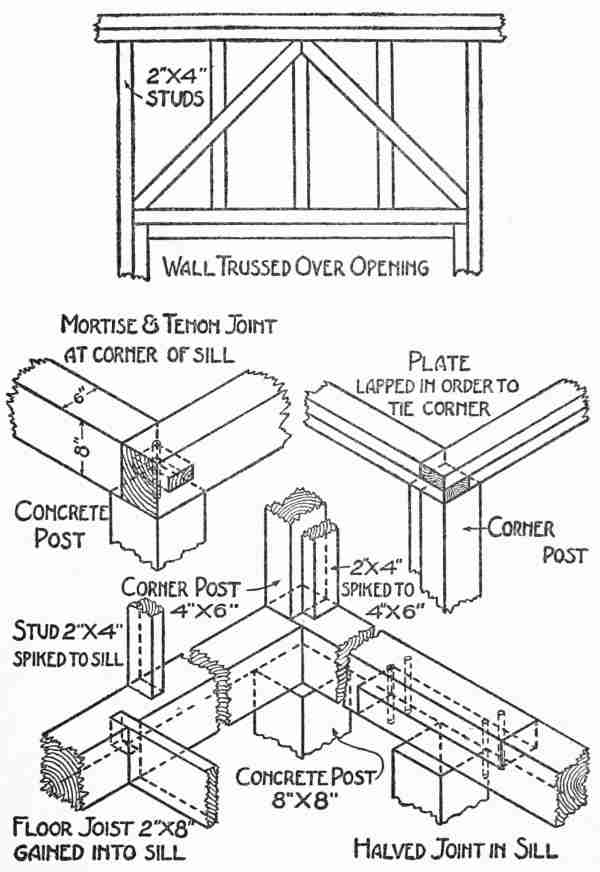 2"X4"
STUDS
WALL TRUSSED OVER OPENING
MORTISE & TENON JOINT
AT CORNER OF SILL
6"
8"
CONCRETE
POST
PLATE
LAPPED IN ORDER TO
TIE CORNER
CORNER
POST
CORNER POST
4"X6"
2"X4"
SPIKED TO
4"X6"
STUD 2"X4"
SPIKED TO SILL
CONCRETE POST
8"X8"
FLOOR JOIST 2"X8"
GAINED INTO SILL
HALVED JOINT IN SILL